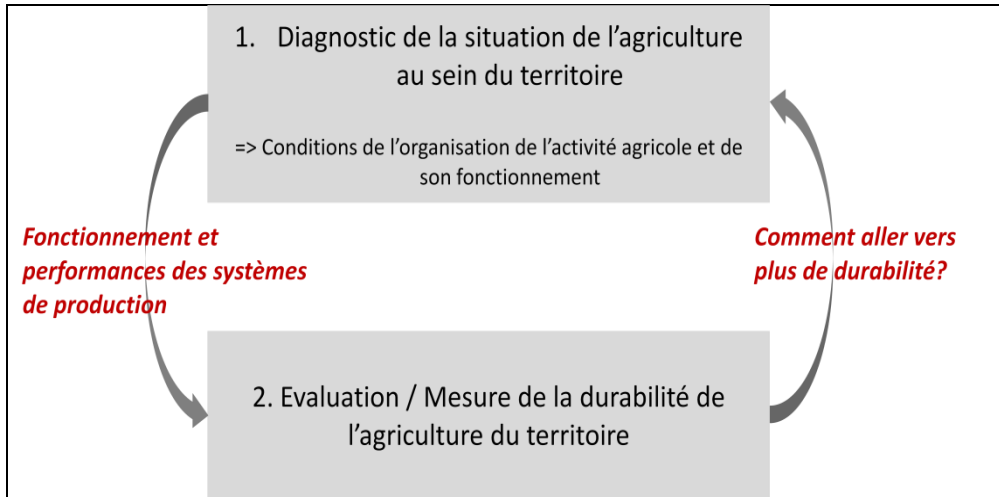 1. Diagnostic de la situation de l’agriculture
au sein du territoire
=> Conditions de l’organisation de l’activité agricole et de
son fonctionnement
Fonctionnement et
performances des systèmes
de production
Comment aller vers
plus de durabilité?
2. Evaluation / Mesure de la durabilité de
l’agriculture du territoire